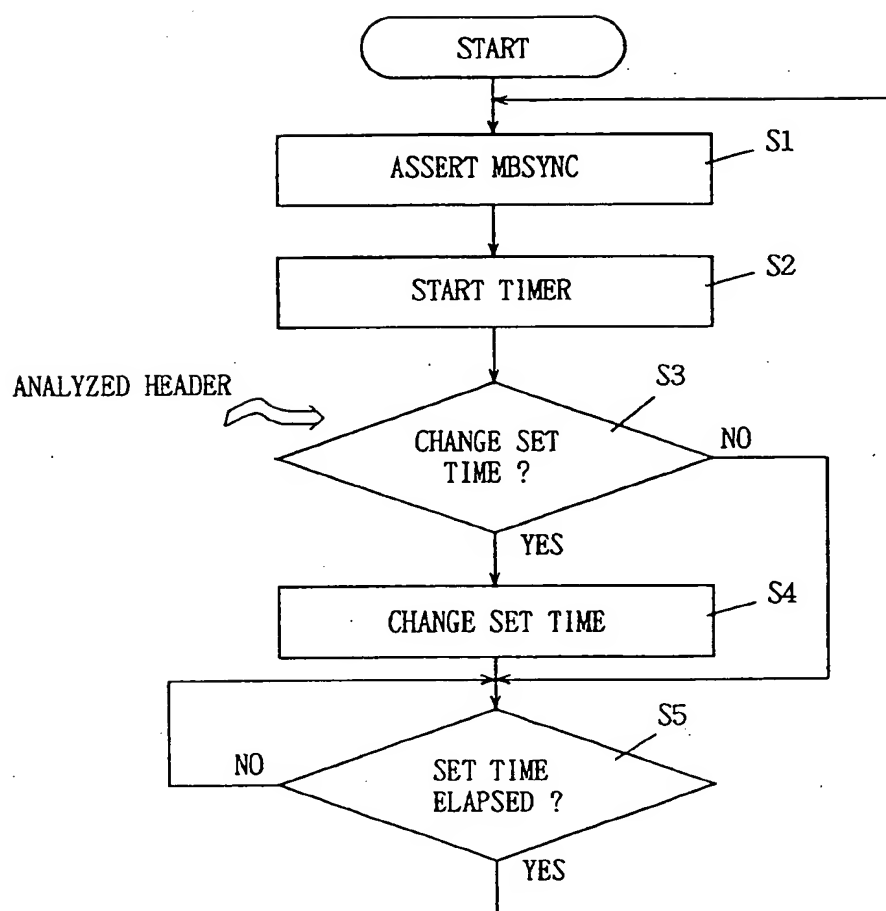 START
ASSERT MBSYNC
S1
START TIMER
S2
ANALYZED HEADER
S3
CHANGE SET
TIME ?
NO
YES
CHANGE SET TIME
S4
S5
NO
SET TIME
ELAPSED ?
YES